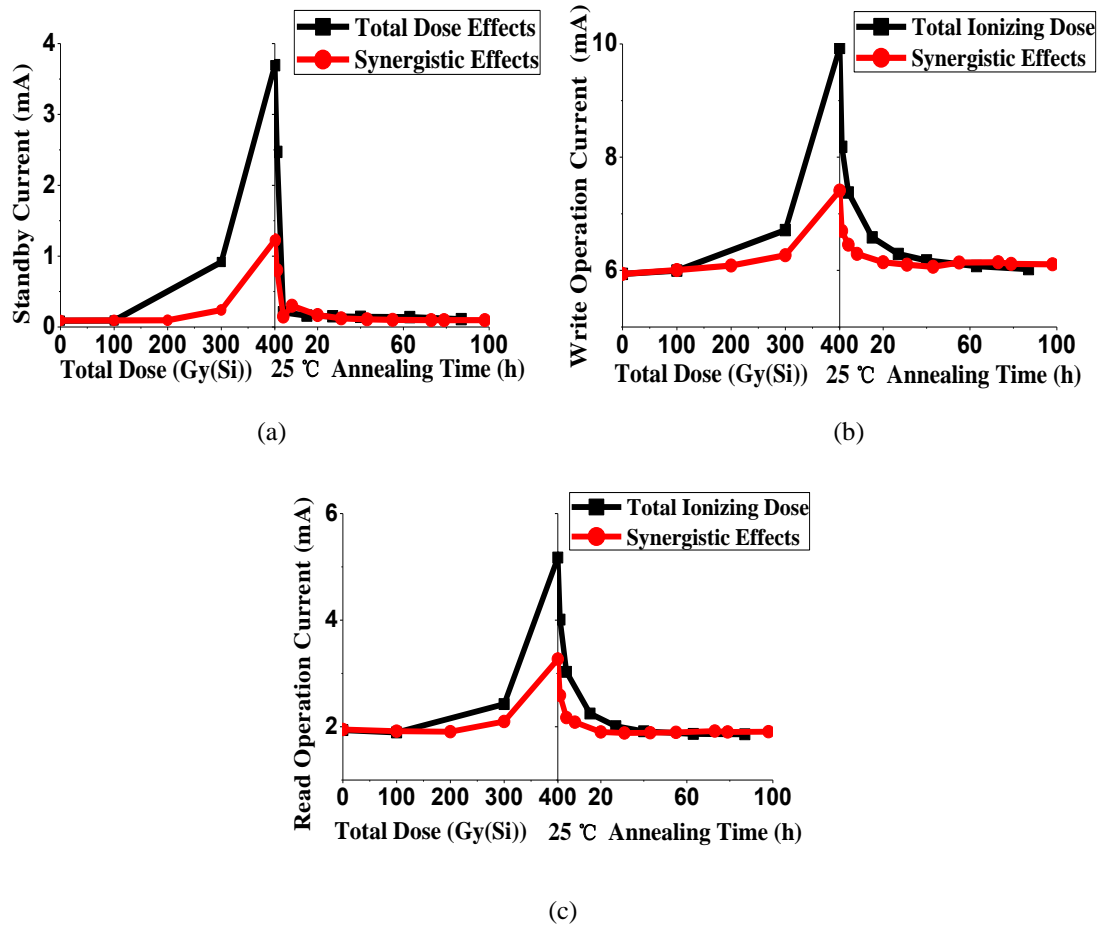 Total Dose Effects
Synergistic Effects
Standby Current (mA)
4
3
2
1
0
0 100 200 300 400 20 60 100
Total Dose (Gy(Si)) 25 ℃ Annealing Time (h)
(a)
Total Ionizing Dose
Synergistic Effects
Write Operation Current (mA)
10
8
6
4
0 100 200 300 400 20 60 100
Total Dose (Gy(Si)) 25 ℃ Annealing Time (h)
(b)
Total Ionizing Dose
Synergistic Effects
Read Operation Current (mA)
6
4
2
0 100 200 300 400 20 60 100
Total Dose (Gy(Si)) 25 ℃ Annealing Time (h)
(c)